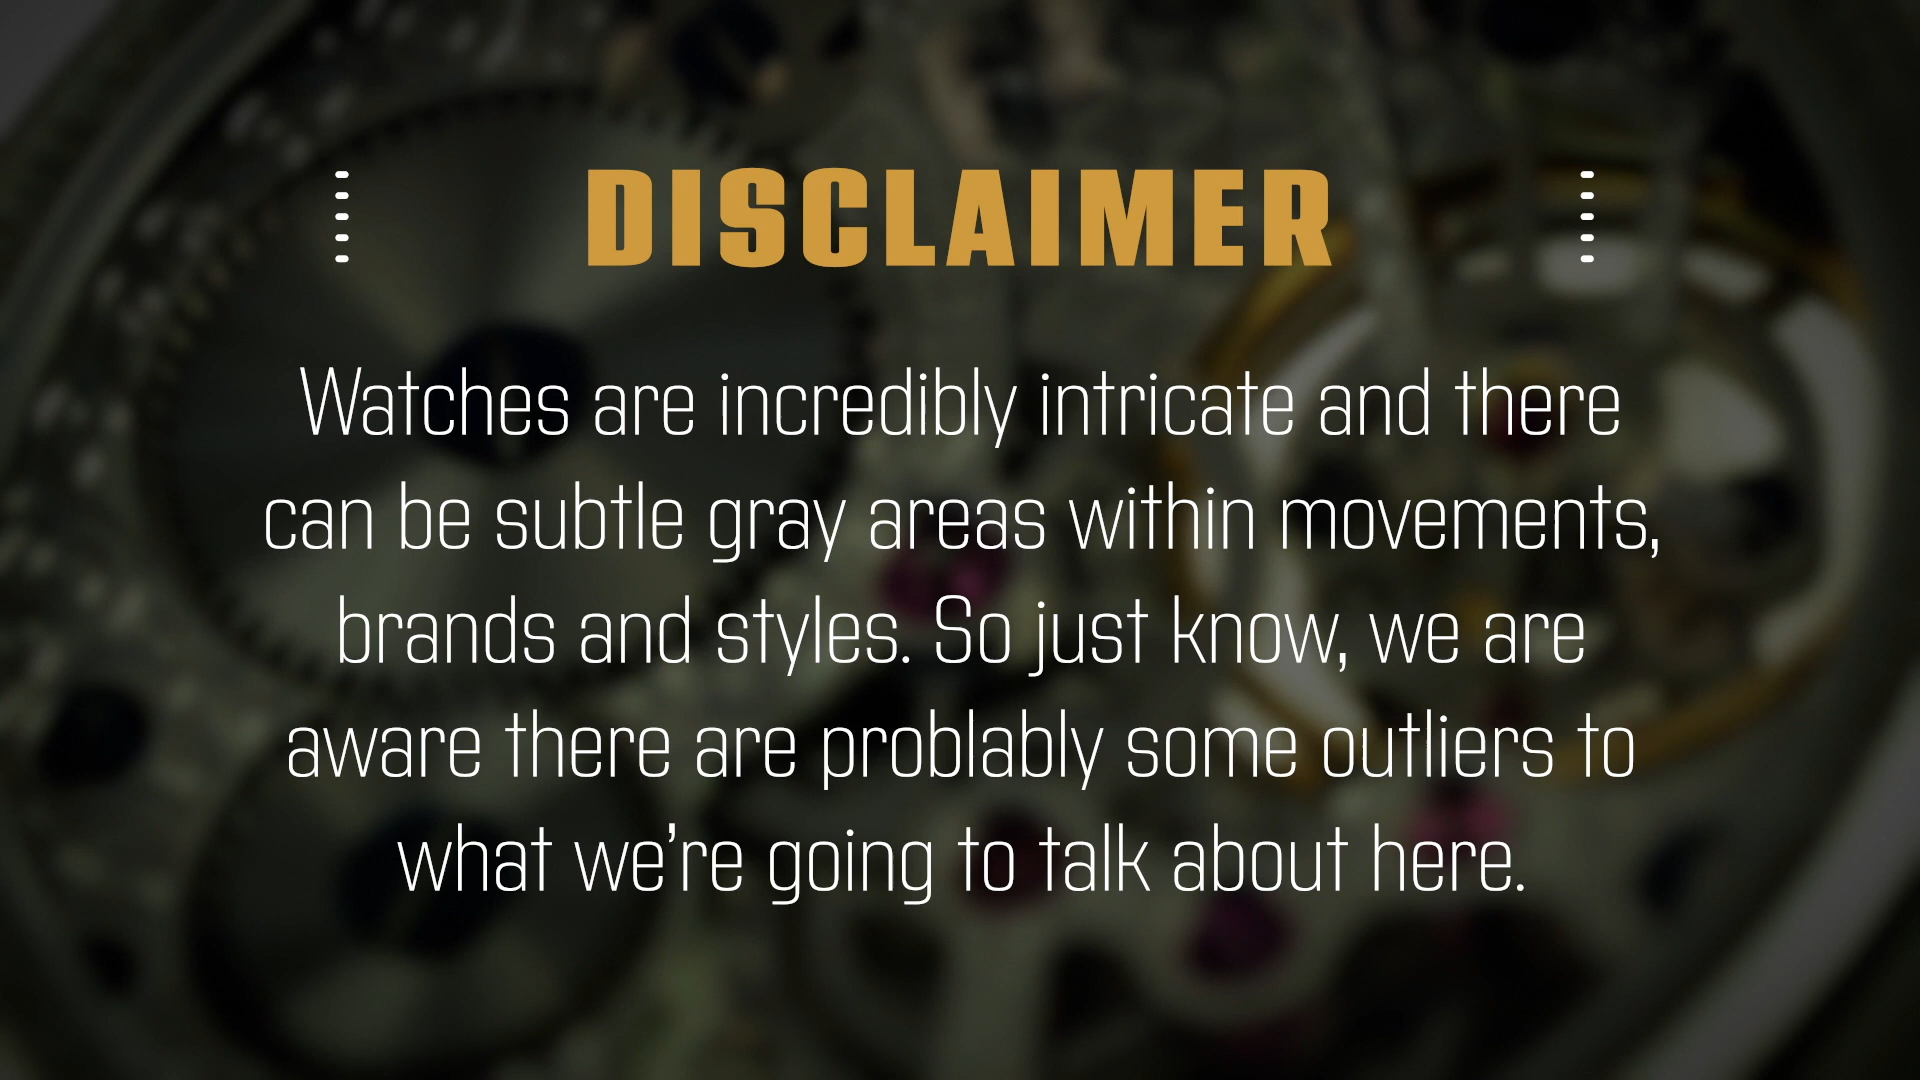 DISCLAIMER
Watches are incredibly intricate and there
can be subtle gray areas within movements,
brands and styles. So just know, we are
aware there are problably some outliers to
what we’re going to talk about here.